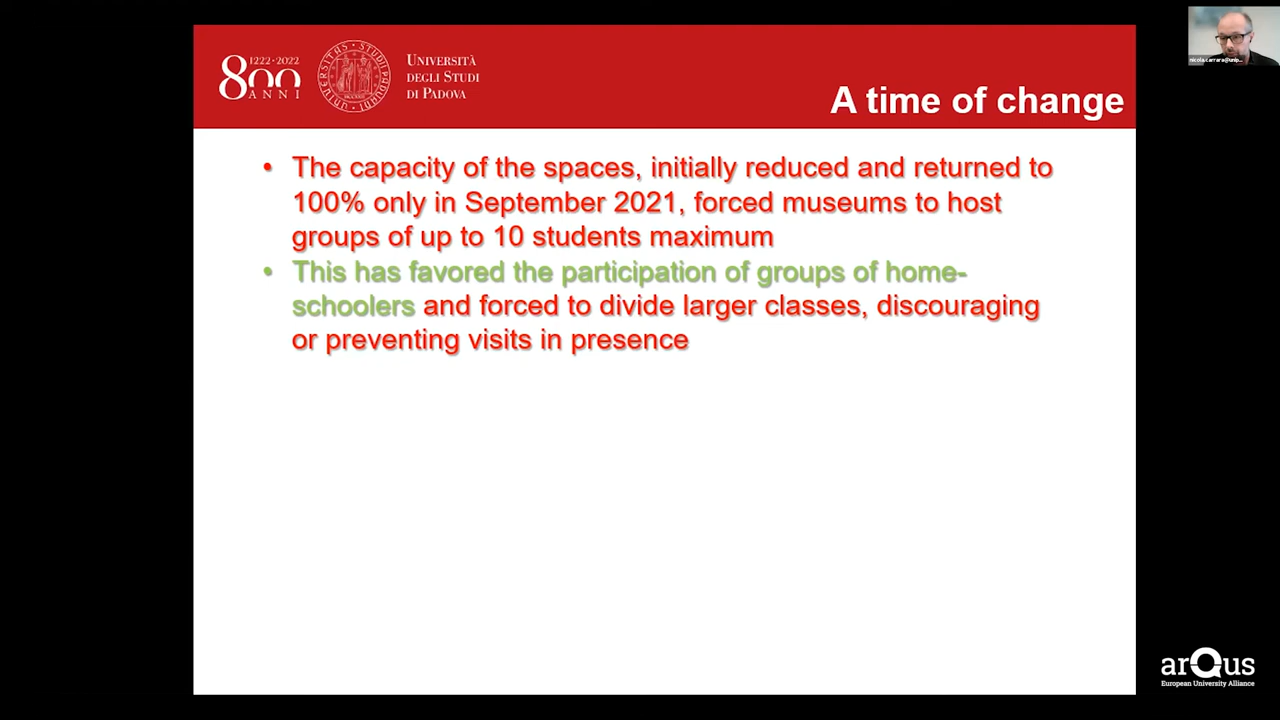 1222·2022
800
ANNI
UNIVERSITÀ
DEGLI STUDI
DI PADOVA
A time of change
• The capacity of the spaces, initially reduced and returned to
100% only in September 2021, forced museums to host
groups of up to 10 students maximum
• This has favored the participation of groups of home-
schoolers and forced to divide larger classes, discouraging
or preventing visits in presence
nicola.carrara@unip...
arQus
European University Alliance